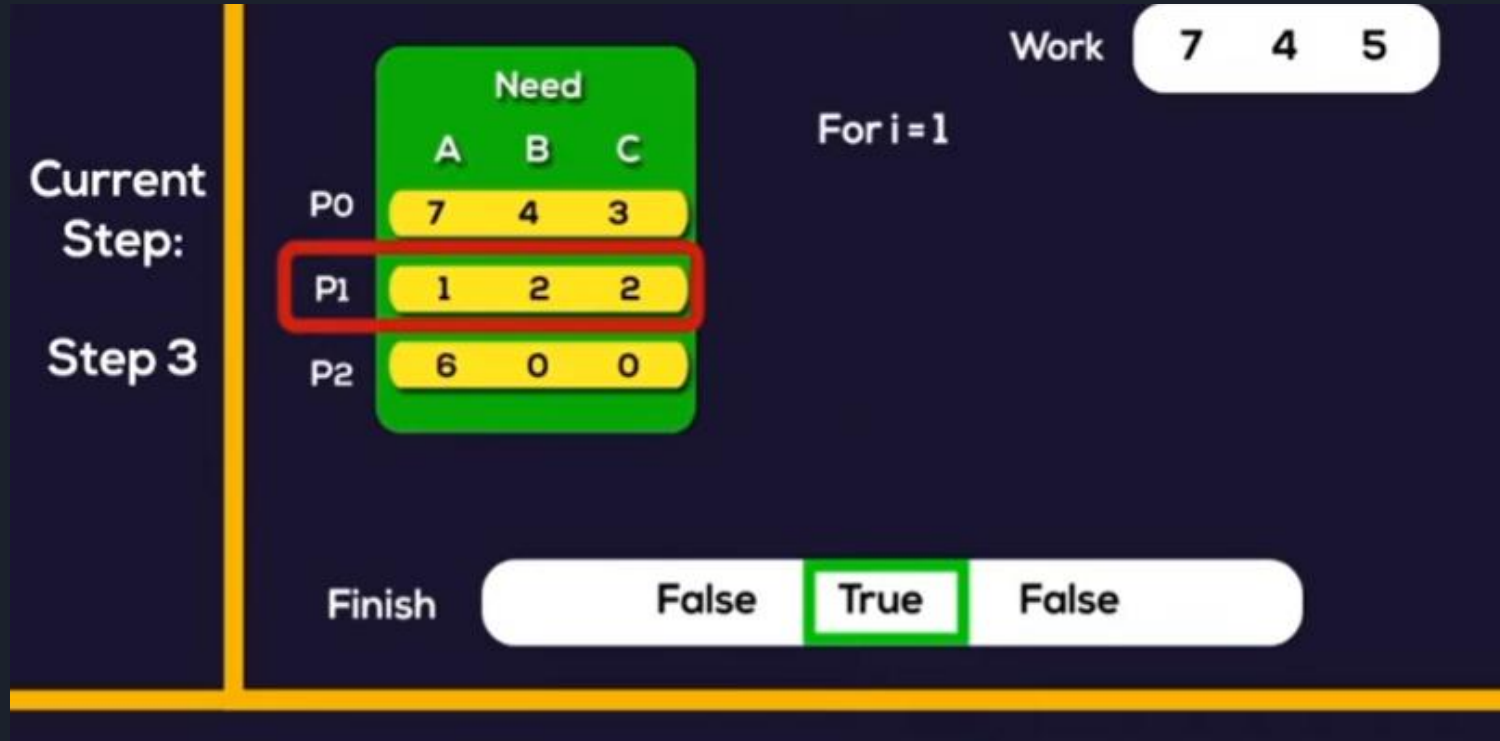 Work 7 4 5
Need
For i = 1
A B C
Current
Step:
Step 3
P0 7 4 3
P1 1 2 2
P2 6 0 0
Finish False True False